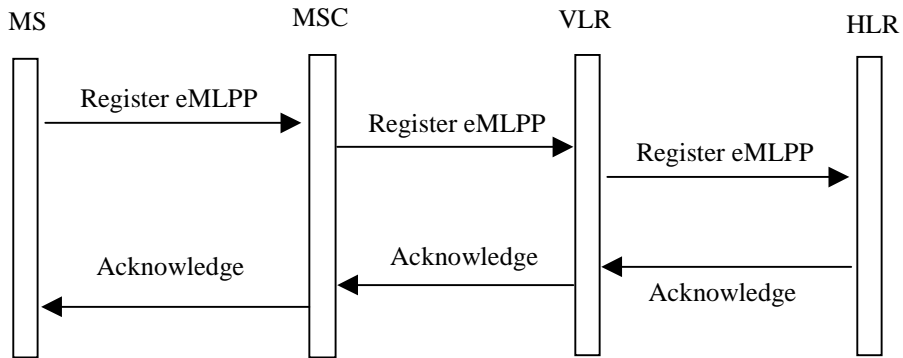 MS
MSC
VLR
HLR
Register eMLPP
Register eMLPP
Register eMLPP
Acknowledge
Acknowledge
Acknowledge